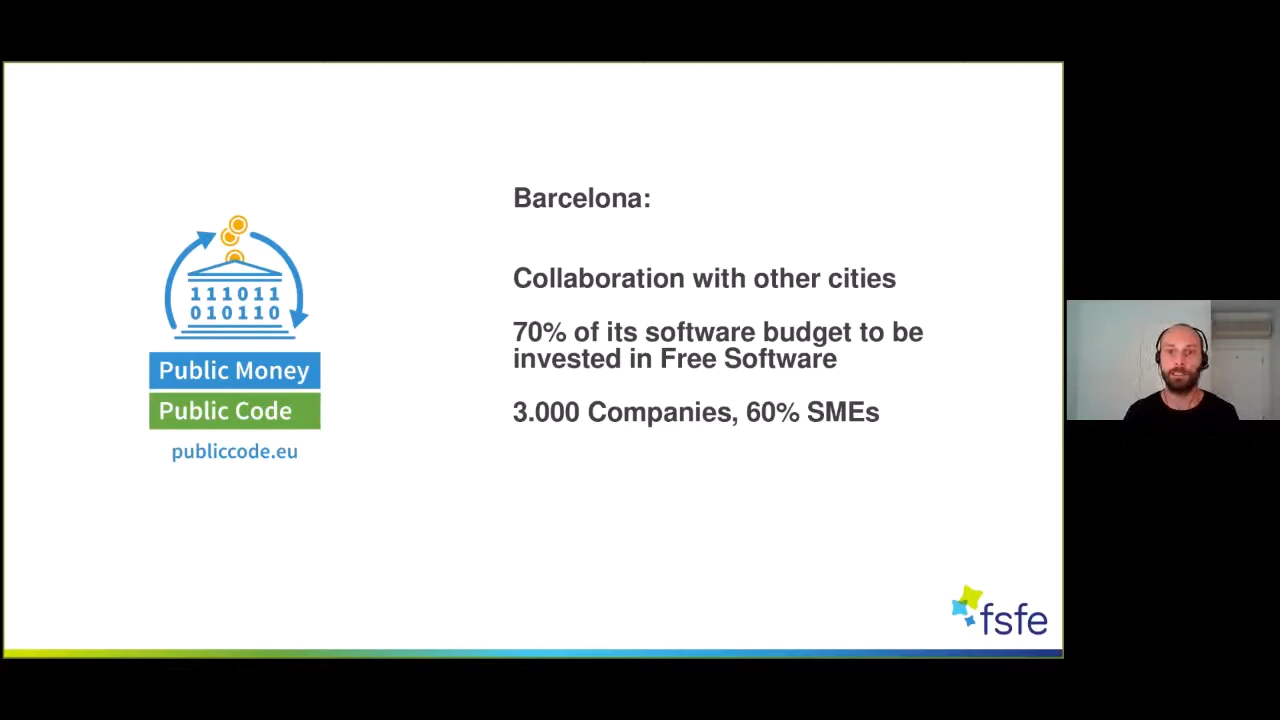 Barcelona:
Collaboration with other cities
70% of its software budget to be
invested in Free Software
3.000 Companies, 60% SMEs
111011
010110
Public Money
Public Code
publiccode.eu
fsfe